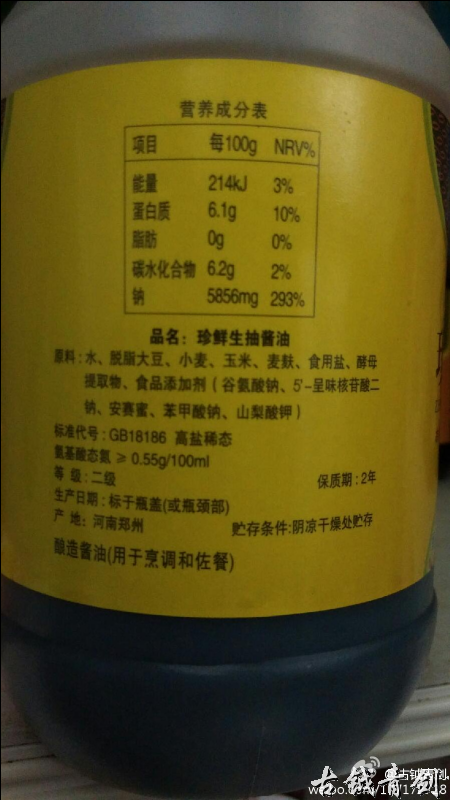 营养成分表
项目 每100g NRV%
能量 214kJ 3%
蛋白质 6.1g 10%
脂肪 0g 0%
碳水化合物 6.2g 2%
钠 5856mg 293%
品名：珍鲜生抽酱油
原料：水、脱脂大豆、小麦、玉米、麦麸、食用盐、酵母
提取物、食品添加剂（谷氨酸钠、5'-呈味核苷酸二
钠、安赛蜜、苯甲酸钠、山梨酸钾）
标准代号：GB18186 高盐稀态
氨基酸态氮≥0.55g/100ml
等 级：二级 保质期：2年
生产日期：标于瓶盖(或瓶颈部)
产 地：河南郑州 贮存条件：阴凉干燥处贮存
酿造酱油(用于烹调和佐餐)
@古钺青剑
古钺青剑